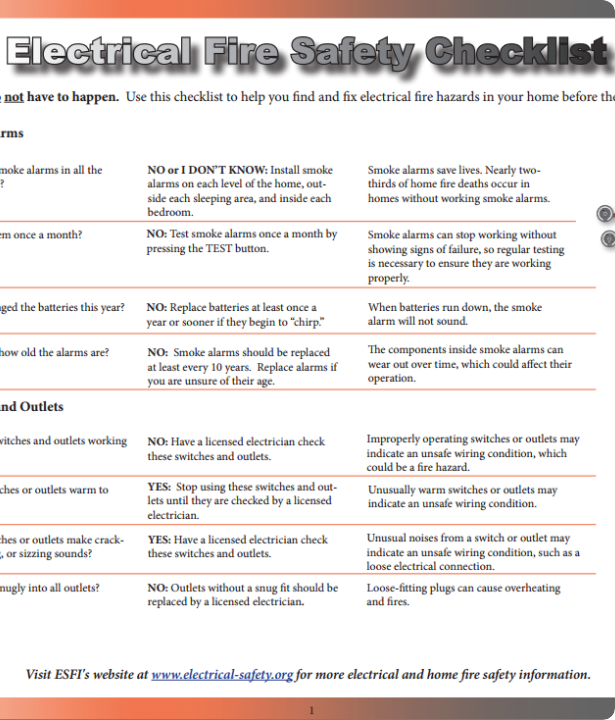 Electrical Fire Safety Checklist
not have to happen. Use this checklist to help you find and fix electrical fire hazards in your home before
moke alarms in all the
?
NO or I DON'T KNOW: Install smoke
alarms on each level of the home, out-
side each sleeping area, and inside each
bedroom.
Smoke alarms save lives. Nearly two-
thirds of home fire deaths occur in
homes without working smoke alarms.
em once a month?
NO: Test smoke alarms once a month by
pressing the TEST button.
Smoke alarms can stop working without
showing signs of failure, so regular testing
is necessary to ensure they are working
properly.
ged the batteries this year?
NO: Replace batteries at least once a
year or sooner if they begin to “chirp.”
When batteries run down, the smoke
alarm will not sound.
how old the alarms are?
NO: Smoke alarms should be replaced
at least every 10 years. Replace alarms if
you are unsure of their age.
The components inside smoke alarms can
wear out over time, which could affect their
operation.
nd Outlets
witches and outlets working
NO: Have a licensed electrician check
these switches and outlets.
Improperly operating switches or outlets may
indicate an unsafe wiring condition, which
could be a fire hazard.
ches or outlets warm to
YES: Stop using these switches and out-
lets until they are checked by a licensed
electrician.
Unusually warm switches or outlets may
indicate an unsafe wiring condition.
ches or outlets make crack-
, or sizzing sounds?
YES: Have a licensed electrician check
these switches and outlets.
Unusual noises from a switch or outlet may
indicate an unsafe wiring condition, such as a
loose electrical connection.
nugly into all outlets?
NO: Outlets without a snug fit should be
replaced by a licensed electrician.
Loose-fitting plugs can cause overheating
and fires.
Visit ESFI's website at www.electrical-safety.org for more electrical and home fire safety information.
1